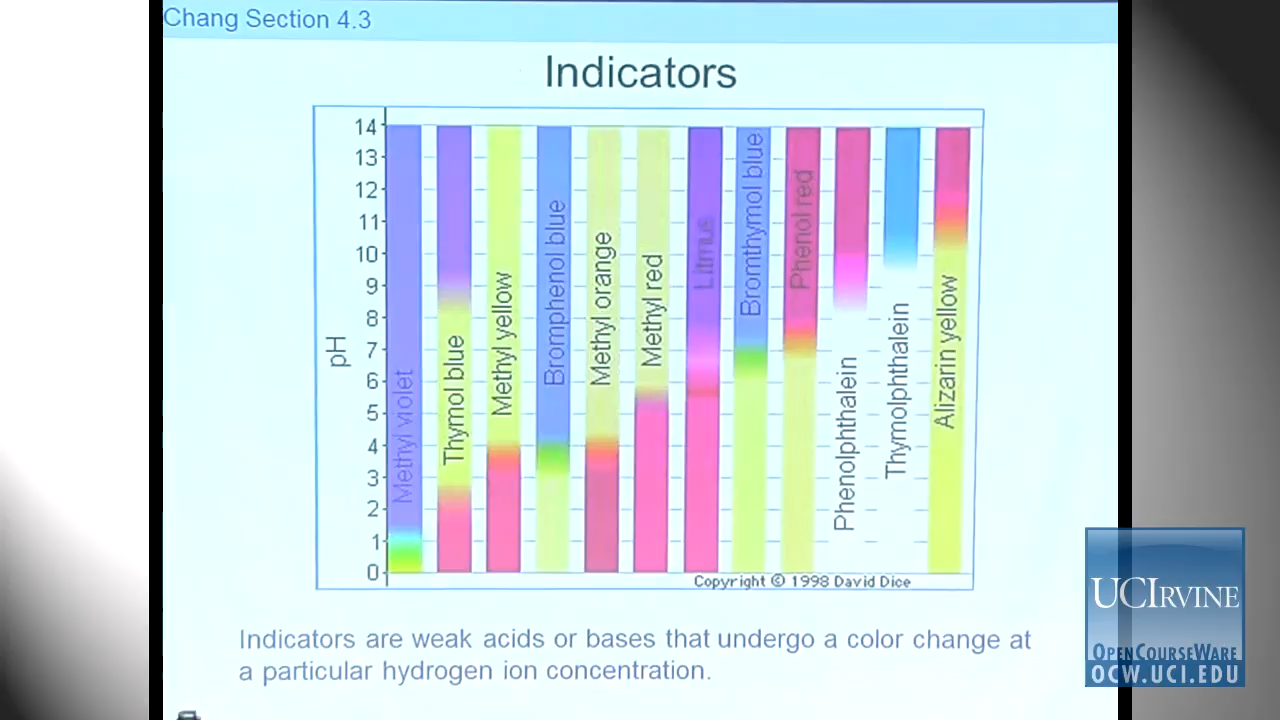 Chang Section 4.3
Indicators
14
13
12
11
10
9
8
7
6
5
4
3
2
1
0
pH
Methyl violet
Thymol blue
Methyl yellow
Bromphenol blue
Methyl orange
Methyl red
Litmus
Bromthymol blue
Phenol red
Phenolphthalein
Thymolphthalein
Alizarin yellow
Copyright © 1998 David Dice
Indicators are weak acids or bases that undergo a color change at
a particular hydrogen ion concentration.
UCIRVINE
OPENCOURSEWARE
OCW.UCI.EDU